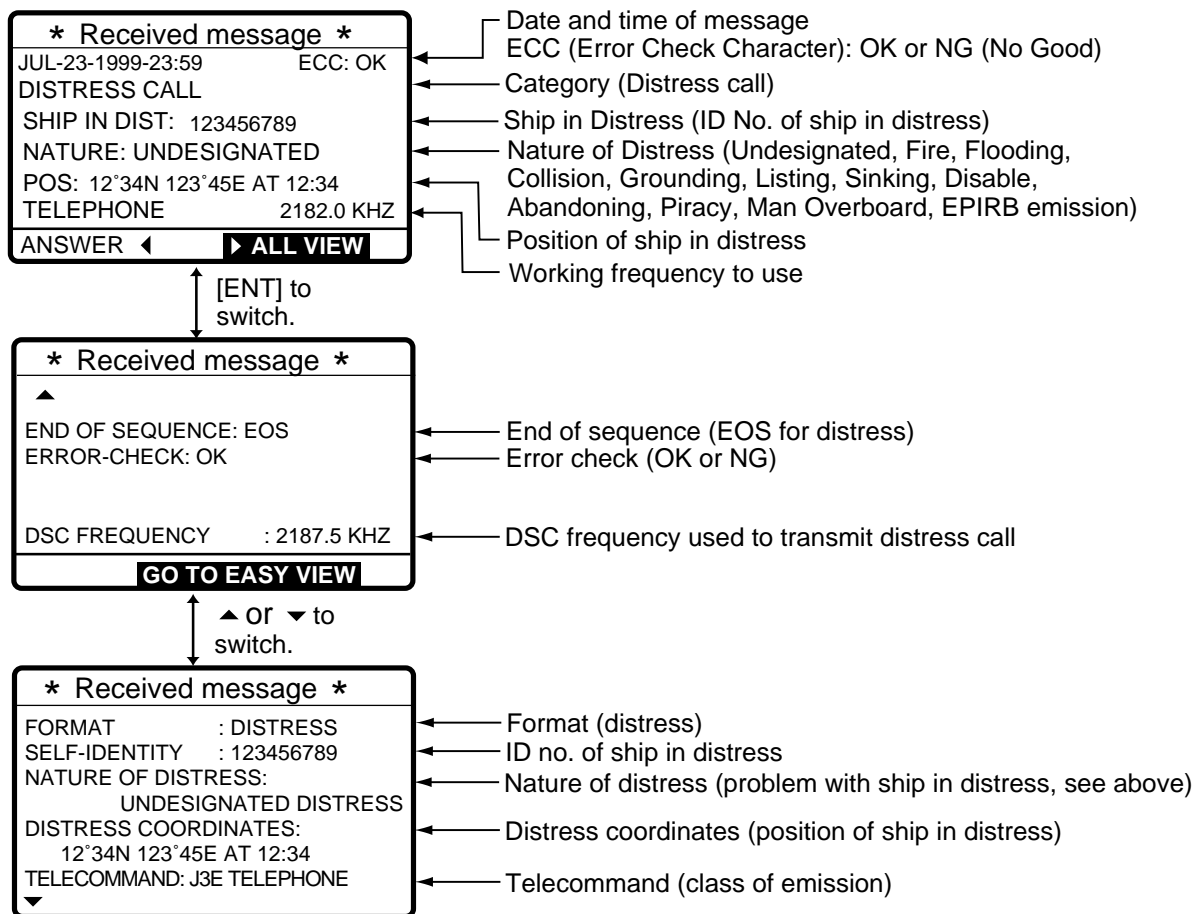 * Received message *
JUL-23-1999-23:59 ECC: OK
DISTRESS CALL
SHIP IN DIST: 123456789
NATURE: UNDESIGNATED
POS: 12°34N 123°45E AT 12:34
TELEPHONE 2182.0 KHZ
ANSWER ◀ ▶ ALL VIEW
Date and time of message
ECC (Error Check Character): OK or NG (No Good)
Category (Distress call)
Ship in Distress (ID No. of ship in distress)
Nature of Distress (Undesignated, Fire, Flooding,
Collision, Grounding, Listing, Sinking, Disable,
Abandoning, Piracy, Man Overboard, EPIRB emission)
Position of ship in distress
Working frequency to use
[ENT] to
switch.
* Received message *
▲
END OF SEQUENCE: EOS
ERROR-CHECK: OK
DSC FREQUENCY : 2187.5 KHZ
GO TO EASY VIEW
End of sequence (EOS for distress)
Error check (OK or NG)
DSC frequency used to transmit distress call
▲ or ▼ to
switch.
* Received message *
FORMAT : DISTRESS
SELF-IDENTITY : 123456789
NATURE OF DISTRESS:
UNDESIGNATED DISTRESS
DISTRESS COORDINATES:
12°34N 123°45E AT 12:34
TELECOMMAND: J3E TELEPHONE
▼
Format (distress)
ID no. of ship in distress
Nature of distress (problem with ship in distress, see above)
Distress coordinates (position of ship in distress)
Telecommand (class of emission)